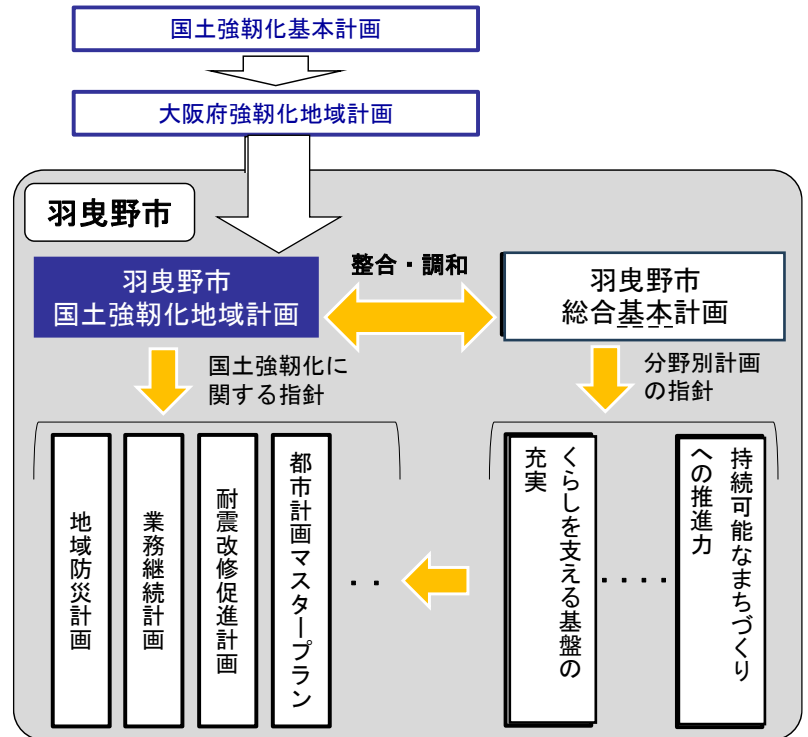 国土強靭化基本計画
大阪府強靭化地域計画
羽曳野市
羽曳野市
国土強靭化地域計画
整合・調和
羽曳野市
総合基本計画
国土強靭化に
関する指針
分野別計画
の指針
地域防災計画
業務継続計画
耐震改修促進計画
都市計画マスタープラン
・・
くらしを支える基盤の
充実
・・・・
持続可能なまちづくり
への推進力